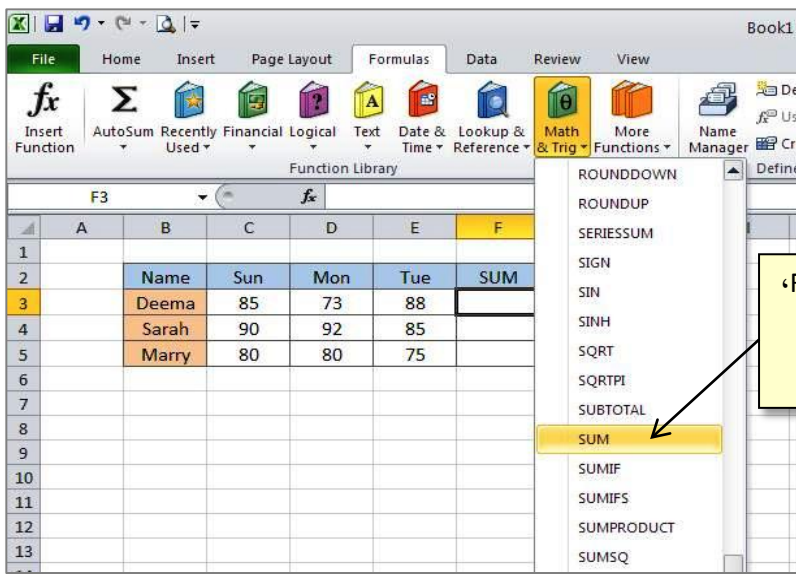 Book1
File Home Insert Page Layout Formulas Data Review View
fx Σ A ? θ
Insert Function AutoSum Recently Used Financial Logical Text Date & Time Lookup & Reference Math & Trig More Functions Name Manager
Function Library
F3 fx
A B C D E F
1
2 Name Sun Mon Tue SUM
3 Deema 85 73 88
4 Sarah 90 92 85
5 Marry 80 80 75
6
7
8
9
10
11
12
13
ROUNDDOWN
ROUNDUP
SERIESSUM
SIGN
SIN
SINH
SQRT
SQRTPI
SUBTOTAL
SUM
SUMIF
SUMIFS
SUMPRODUCT
SUMSQ